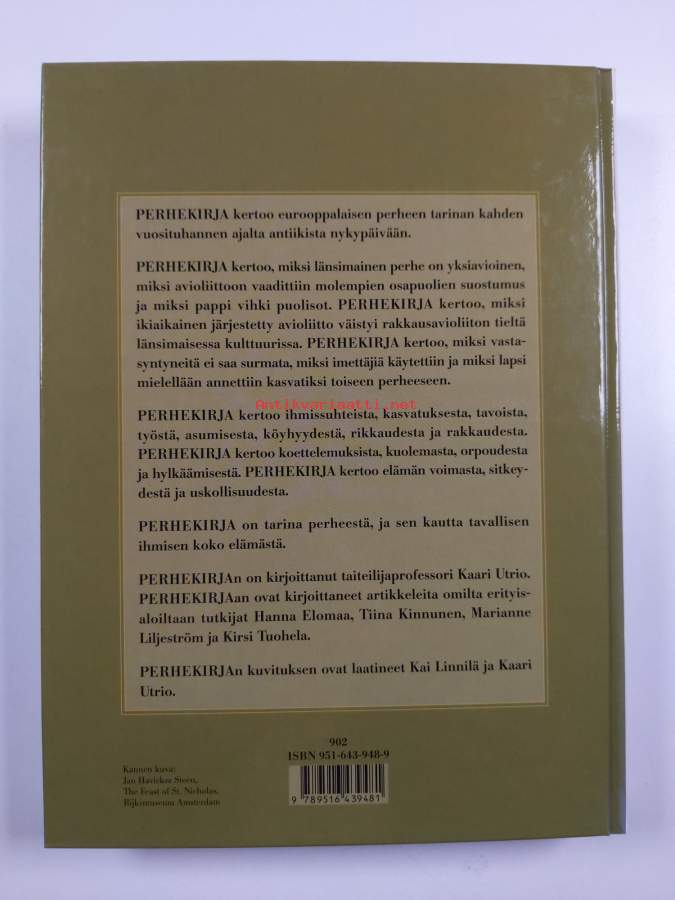 PERHEKIRJA kertoo eurooppalaisen perheen tarinan kahden
vuosituhannen ajalta antiikista nykypäivään.
PERHEKIRJA kertoo, miksi länsimainen perhe on yksiavioinen,
miksi avioliittoon vaadittiin molempien osapuolien suostumus
ja miksi pappi vihki puolisot. PERHEKIRJA kertoo, miksi
ikiaikainen järjestetty avioliitto väistyi rakkausavioliiton tieltä
länsimaisessa kulttuurissa. PERHEKIRJA kertoo, miksi vasta-
syntyneitä ei saa surmata, miksi imettäjiä käytettiin ja miksi lapsi
mielellään annettiin kasvatiksi toiseen perheeseen.
Antikvariaatti.net
PERHEKIRJA kertoo ihmissuhteista, kasvatuksesta, tavoista,
työstä, asumisesta, köyhyydestä, rikkaudesta ja rakkaudesta.
PERHEKIRJA kertoo koettelemuksista, kuolemasta, orpoudesta
ja hylkäämisestä. PERHEKIRJA kertoo elämän voimasta, sitkey-
destä ja uskollisuudesta.
PERHEKIRJA on tarina perheestä, ja sen kautta tavallisen
ihmisen koko elämästä.
PERHEKIRJAn on kirjoittanut taiteilijaprofessori Kaari Utrio.
PERHEKIRJAan ovat kirjoittaneet artikkeleita omilta erityis-
aloiltaan tutkijat Hanna Elomaa, Tiina Kinnunen, Marianne
Liljeström ja Kirsi Tuohela.
PERHEKIRJAn kuvituksen ovat laatineet Kai Linnilä ja Kaari
Utrio.
902
ISBN 951-643-948-9
9 789516 439481
Kannen kuva:
Jan Havicksz Steen,
The Feast of St. Nicholas,
Rijksmuseum Amsterdam